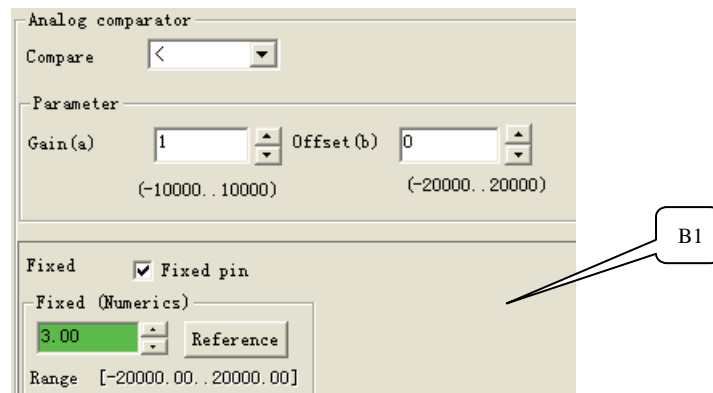 Analog comparator
Compare <
Parameter
Gain(a) 1 Offset(b) 0
(-10000..10000) (-20000..20000)
B1
Fixed Fixed pin
Fixed (Numerics)
3.00 Reference
Range [-20000.00..20000.00]